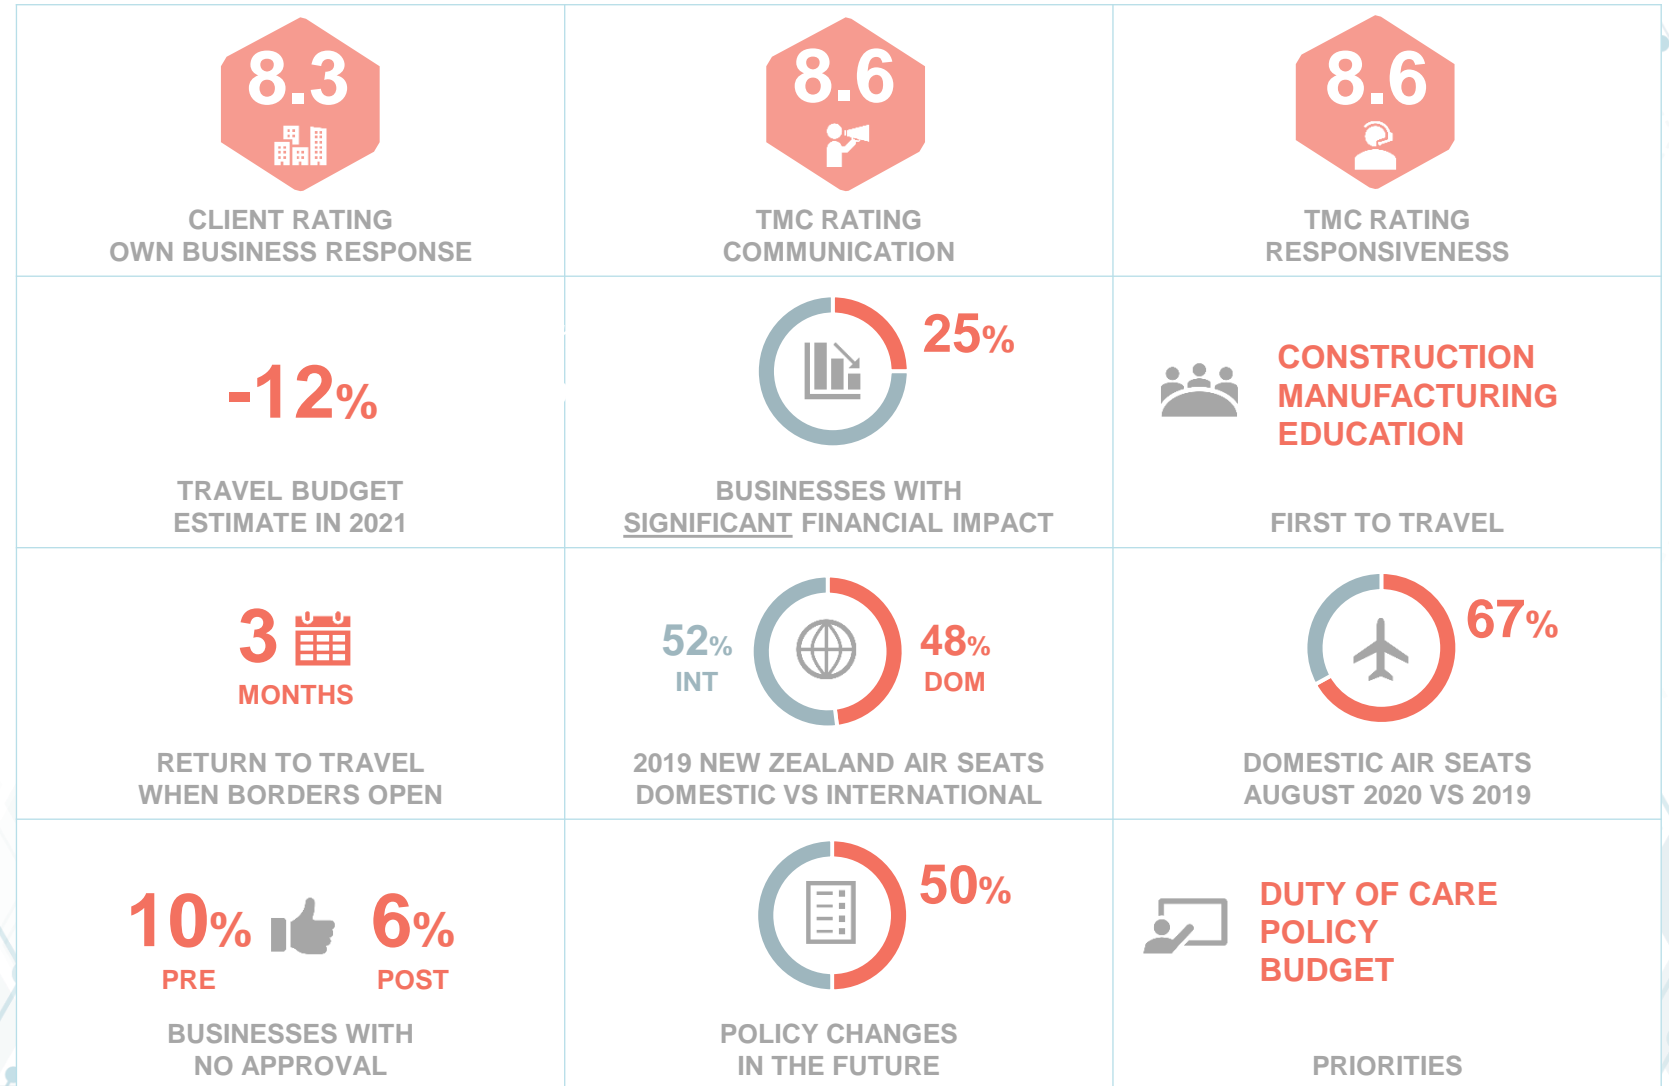 8.3
CLIENT RATING
OWN BUSINESS RESPONSE
8.6
TMC RATING
COMMUNICATION
8.6
TMC RATING
RESPONSIVENESS
-12%
TRAVEL BUDGET
ESTIMATE IN 2021
25%
BUSINESSES WITH
SIGNIFICANT FINANCIAL IMPACT
CONSTRUCTION
MANUFACTURING
EDUCATION
FIRST TO TRAVEL
3
MONTHS
RETURN TO TRAVEL
WHEN BORDERS OPEN
52%
INT
48%
DOM
2019 NEW ZEALAND AIR SEATS
DOMESTIC VS INTERNATIONAL
67%
DOMESTIC AIR SEATS
AUGUST 2020 VS 2019
10%
PRE
6%
POST
BUSINESSES WITH
NO APPROVAL
50%
POLICY CHANGES
IN THE FUTURE
DUTY OF CARE
POLICY
BUDGET
PRIORITIES